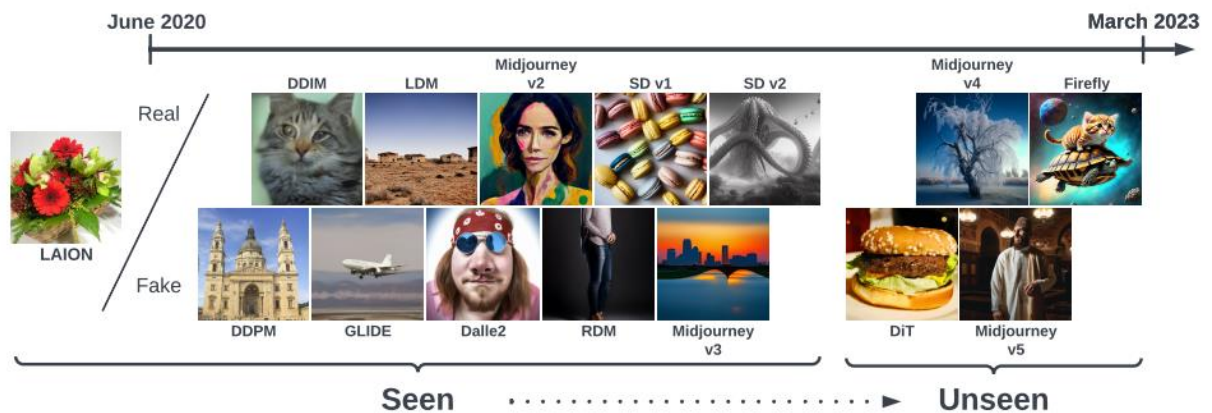 June 2020
March 2023
Real
DDIM
LDM
Midjourney
v2
SD v1
SD v2
Midjourney
v4
Firefly
LAION
Fake
DDPM
GLIDE
Dalle2
RDM
Midjourney
v3
DiT
Midjourney
v5
Seen
Unseen